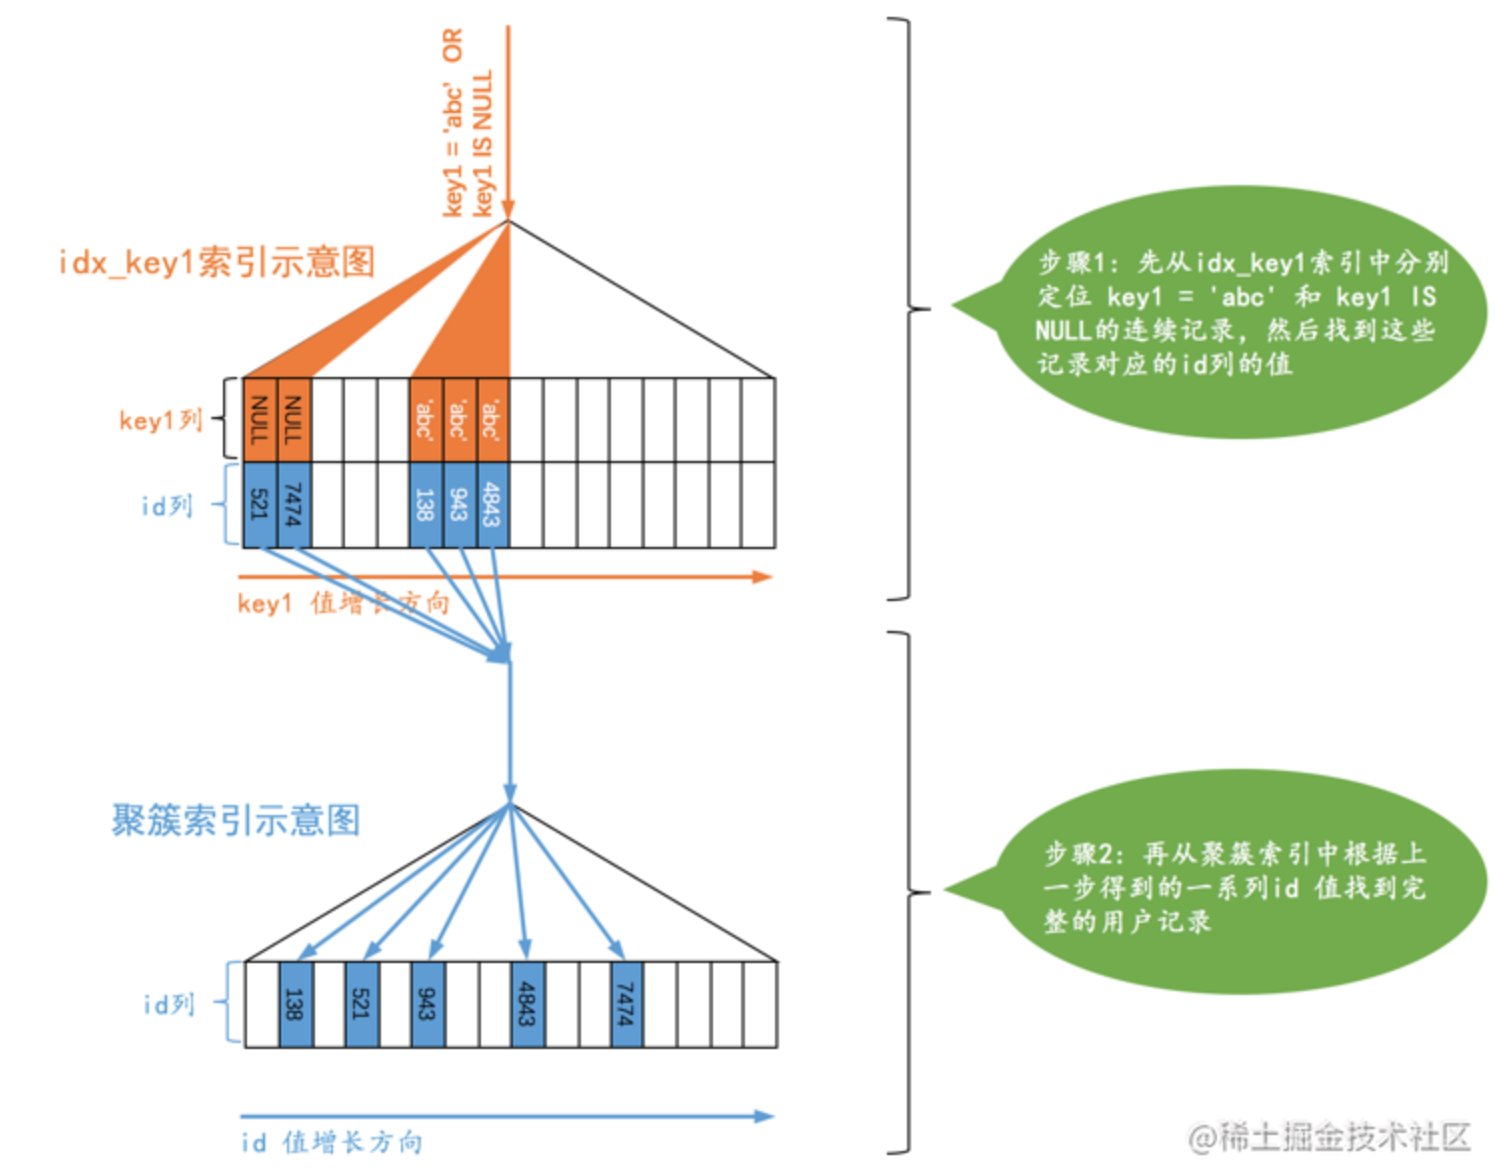 key1 = 'abc' OR
key1 IS NULL
idx_key1索引示意图
步骤1：先从idx_key1索引中分别
定位 key1 = 'abc' 和 key1 IS
NULL的连续记录，然后找到这些
记录对应的id列的值
key1列
NULL
NULL
'abc'
'abc'
'abc'
id列
521
7474
138
943
4843
key1 值增长方向
聚簇索引示意图
步骤2：再从聚簇索引中根据上
一步得到的一系列id 值找到完
整的用户记录
id列
138
521
943
4843
7474
id 值增长方向
@稀土掘金技术社区